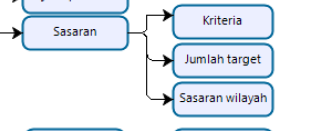 Sasaran
Kriteria
Jumlah target
Sasaran wilayah